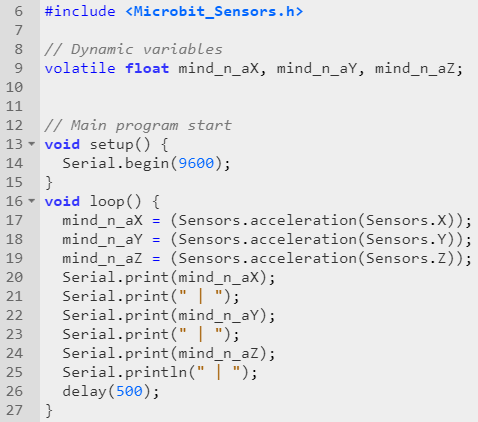 6 #include <Microbit_Sensors.h>
7
8 // Dynamic variables
9 volatile float mind_n_aX, mind_n_aY, mind_n_aZ;
10
11
12 // Main program start
13 void setup() {
14   Serial.begin(9600);
15 }
16 void loop() {
17   mind_n_aX = (Sensors.acceleration(Sensors.X));
18   mind_n_aY = (Sensors.acceleration(Sensors.Y));
19   mind_n_aZ = (Sensors.acceleration(Sensors.Z));
20   Serial.print(mind_n_aX);
21   Serial.print(" | ");
22   Serial.print(mind_n_aY);
23   Serial.print(" | ");
24   Serial.print(mind_n_aZ);
25   Serial.println(" | ");
26   delay(500);
27 }